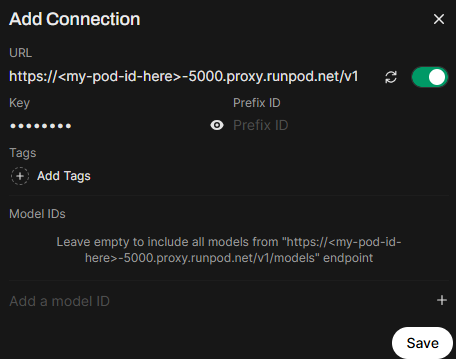 Add Connection
URL
https://<my-pod-id-here>-5000.proxy.runpod.net/v1
Key
Prefix ID
••••••••
Prefix ID
Tags
Add Tags
Model IDs
Leave empty to include all models from "https://<my-pod-id-
here>-5000.proxy.runpod.net/v1/models" endpoint
Add a model ID
Save